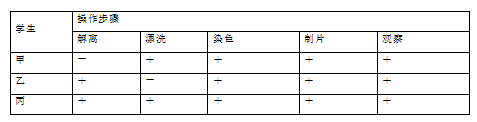 学生 操作步骤
解离 漂洗 染色 制片 观察
甲 － ＋ ＋ ＋ ＋
乙 ＋ － ＋ ＋ ＋
丙 ＋ ＋ ＋ ＋ ＋